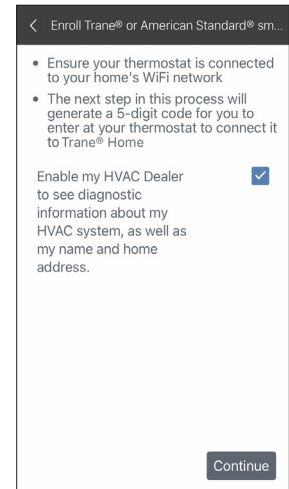 Enroll Trane® or American Standard® sm...
• Ensure your thermostat is connected
to your home's WiFi network
• The next step in this process will
generate a 5-digit code for you to
enter at your thermostat to connect it
to Trane® Home
Enable my HVAC Dealer
to see diagnostic
information about my
HVAC system, as well as
my name and home
address.
Continue